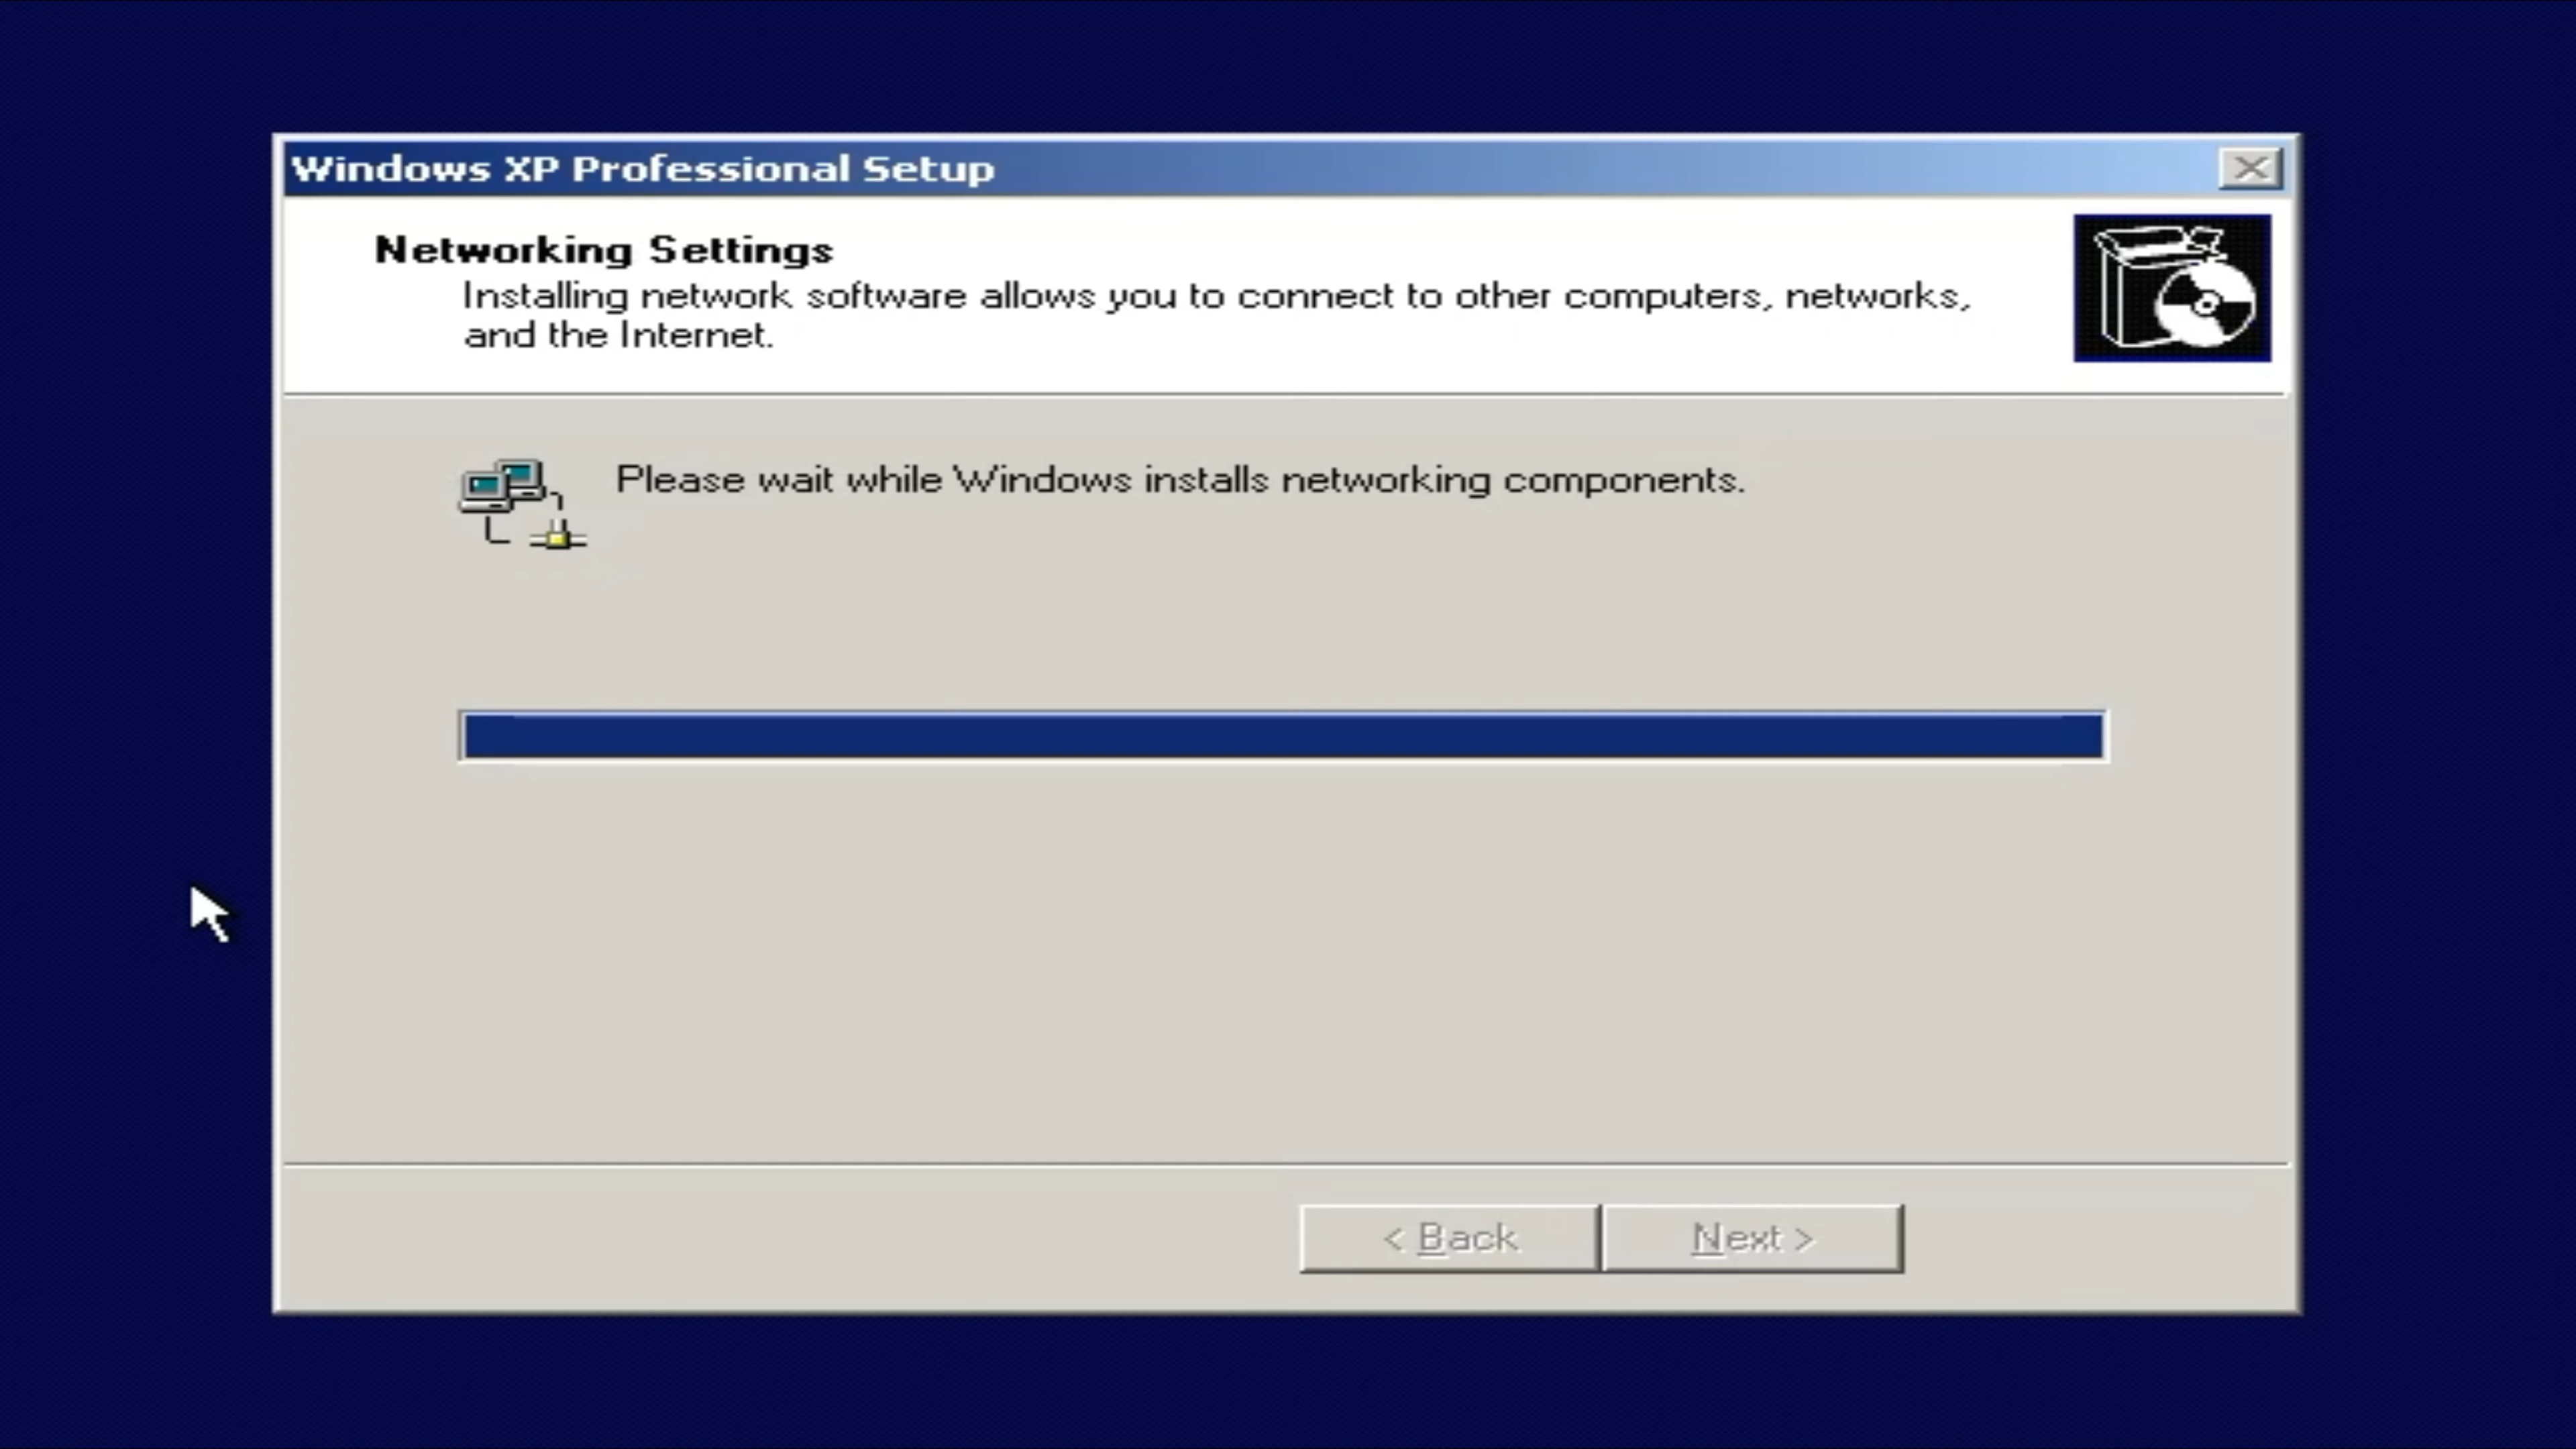 Windows XP Professional Setup
Networking Settings
Installing network software allows you to connect to other computers, networks,
and the Internet.
Please wait while Windows installs networking components.
< Back
Next >